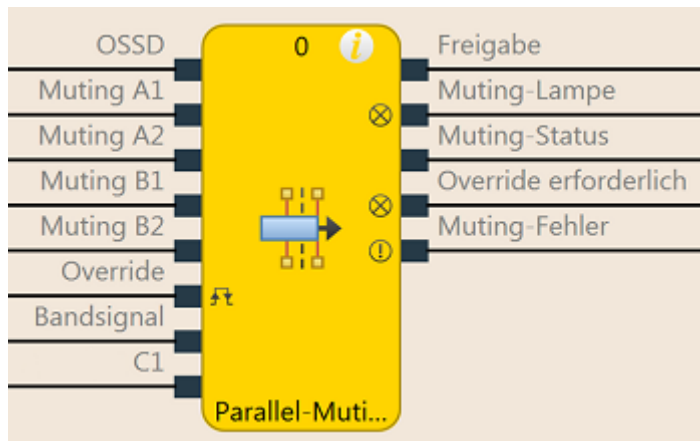 OSSD
Muting A1
Muting A2
Muting B1
Muting B2
Override
Bandsignal
C1
0
i
Parallel-Muti...
Freigabe
Muting-Lampe
Muting-Status
Override erforderlich
Muting-Fehler